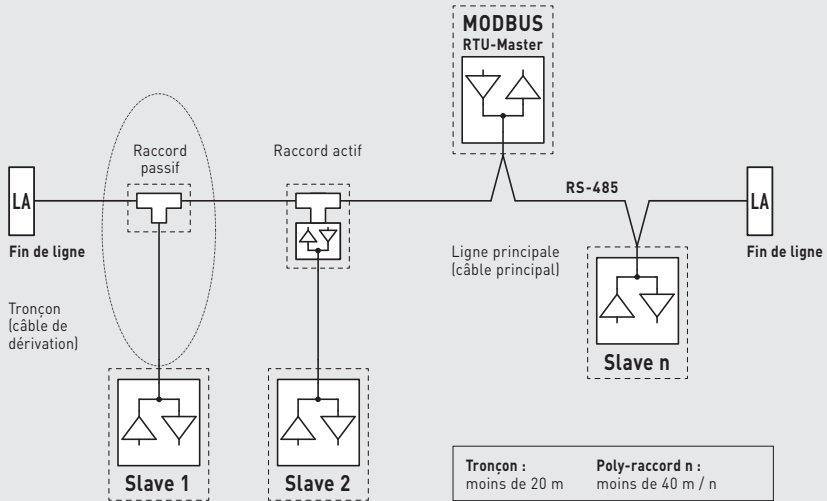 MODBUS
RTU-Master
Raccord
passif
Raccord actif
LA
RS-485
LA
Fin de ligne
Ligne principale
(câble principal)
Fin de ligne
Tronçon
(câble de
dérivation)
Slave n
Slave 1
Slave 2
Tronçon :
moins de 20 m
Poly-raccord n :
moins de 40 m / n